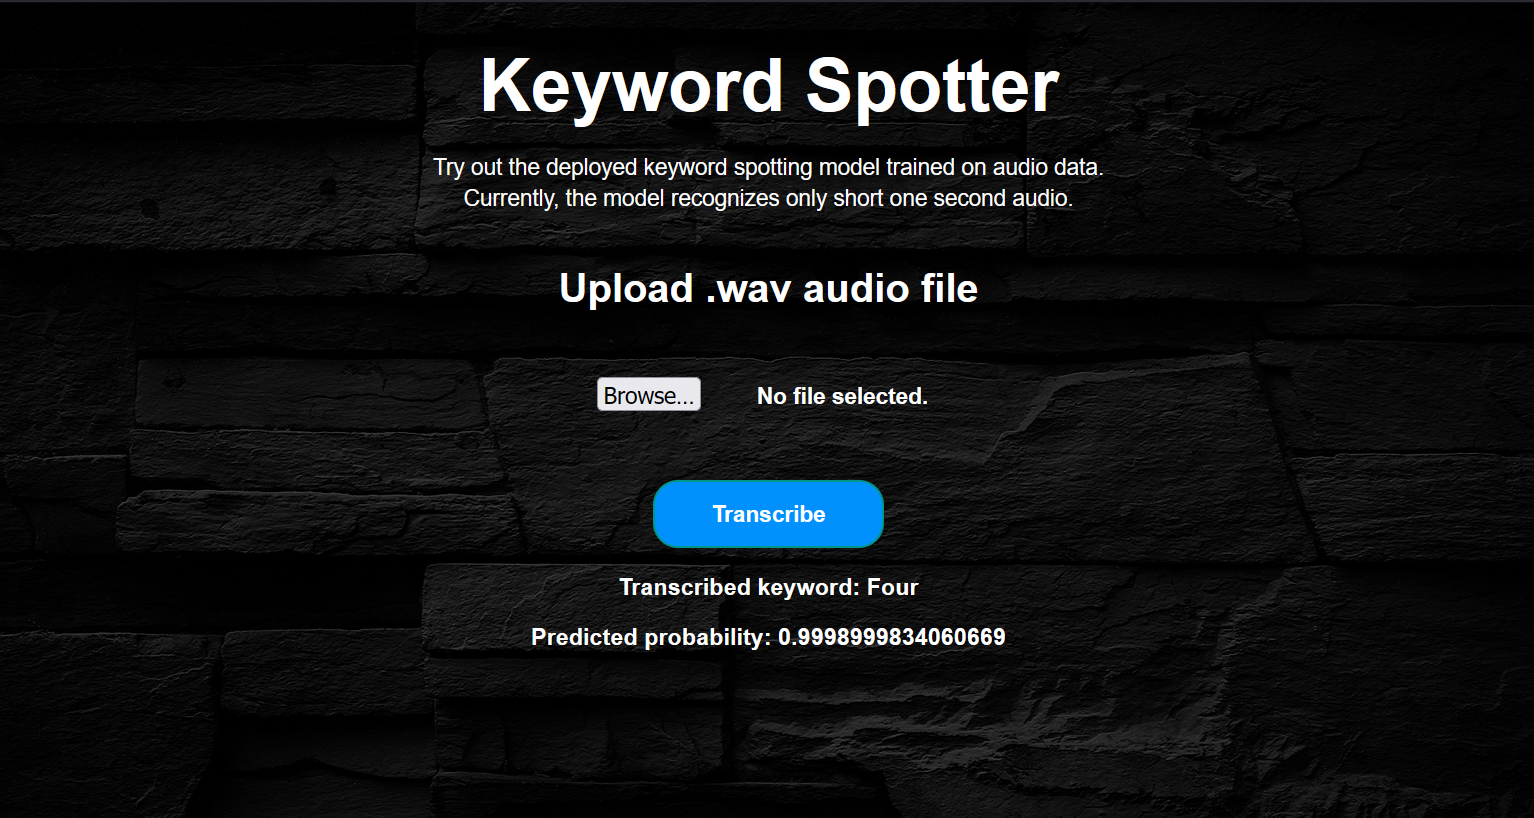 Keyword Spotter
Try out the deployed keyword spotting model trained on audio data.
Currently, the model recognizes only short one second audio.
Upload .wav audio file
Browse... No file selected.
Transcribe
Transcribed keyword: Four
Predicted probability: 0.9998999834060669